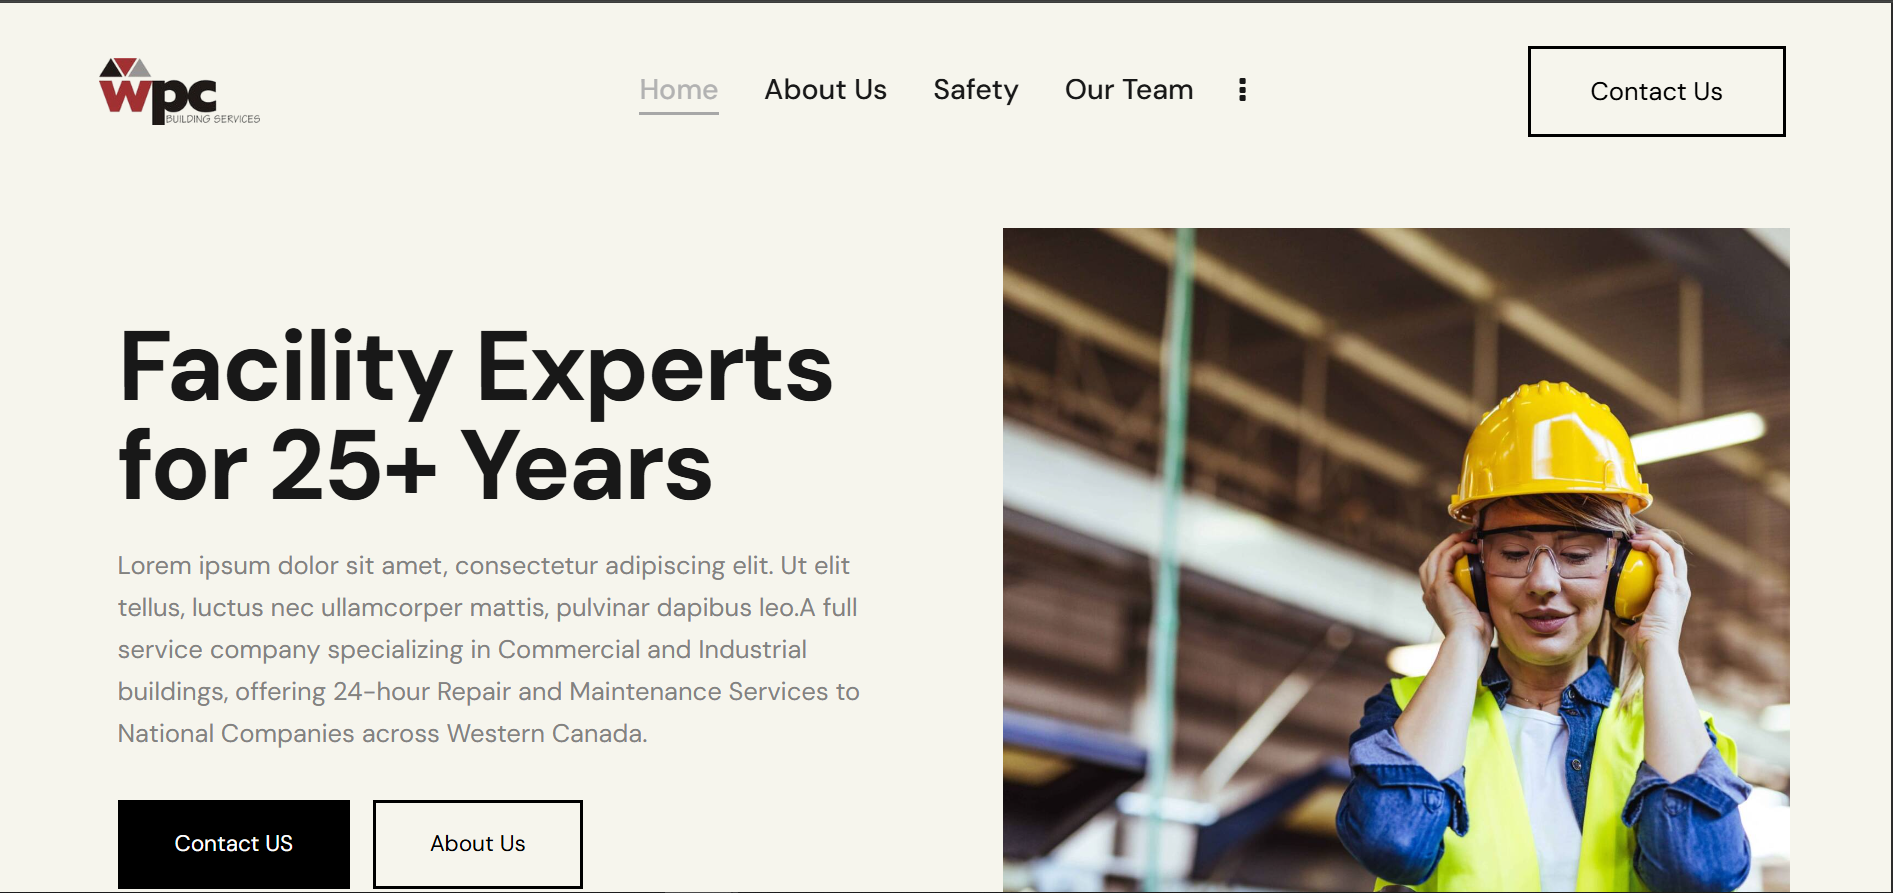 wpc
BUILDING SERVICES
Home About Us Safety Our Team
Contact Us
Facility Experts
for 25+ Years
Lorem ipsum dolor sit amet, consectetur adipiscing elit. Ut elit
tellus, luctus nec ullamcorper mattis, pulvinar dapibus leo.A full
service company specializing in Commercial and Industrial
buildings, offering 24-hour Repair and Maintenance Services to
National Companies across Western Canada.
Contact US About Us